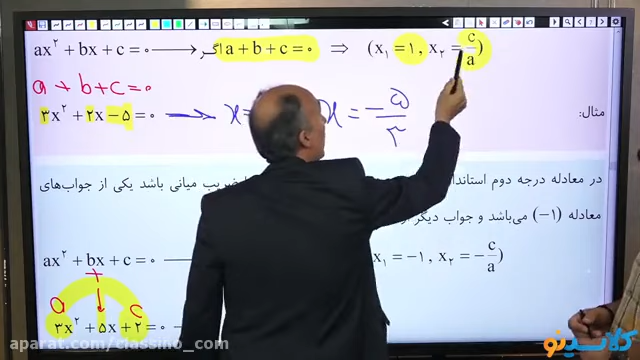 ax² + bx + c = ۰ ⟶ اگر a + b + c = ۰ ⇒ (x₁ = ۱ , x₂ = c/a)
a + b + c = ۰
مثال:
۳x² + ۲x − ۵ = ۰ ⟶ x = x = −۵/۳
در معادله درجه دوم استاندارد ضریب میانی باشد یکی از جواب‌های
معادله (−۱) می‌باشد و جواب دیگر
ax² + bx + c = ۰ ⟶ x₁ = −۱ , x₂ = −c/a)
+
a c
۳x² + ۵x + ۲ = ۰
کلاسینو
aparat.com/classino_com